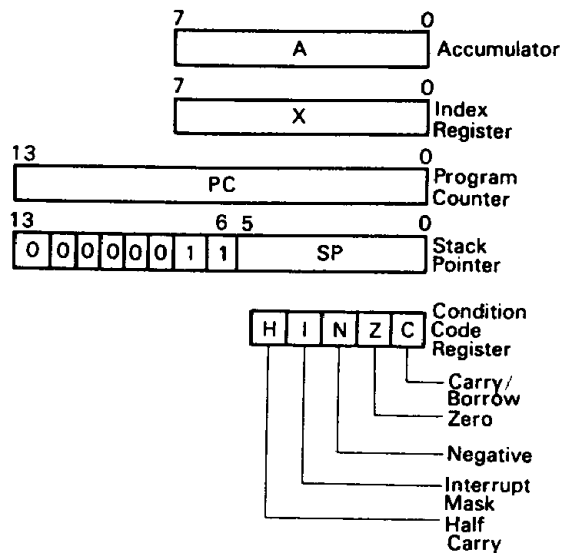 7 0
A Accumulator
7 0
X Index
Register
13 0
PC Program
Counter
13 6 5 0
0 0 0 0 0 0 1 1 SP Stack
Pointer
Condition
H I N Z C Code
Register
Carry/
Borrow
Zero
Negative
Interrupt
Mask
Half
Carry